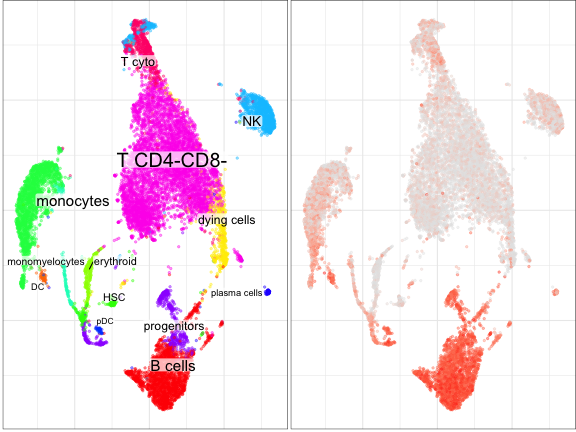 T cyto
NK
T CD4-CD8-
monocytes
dying cells
monomyelocytes
erythroid
DC
HSC
plasma cells
pDC
progenitors
B cells